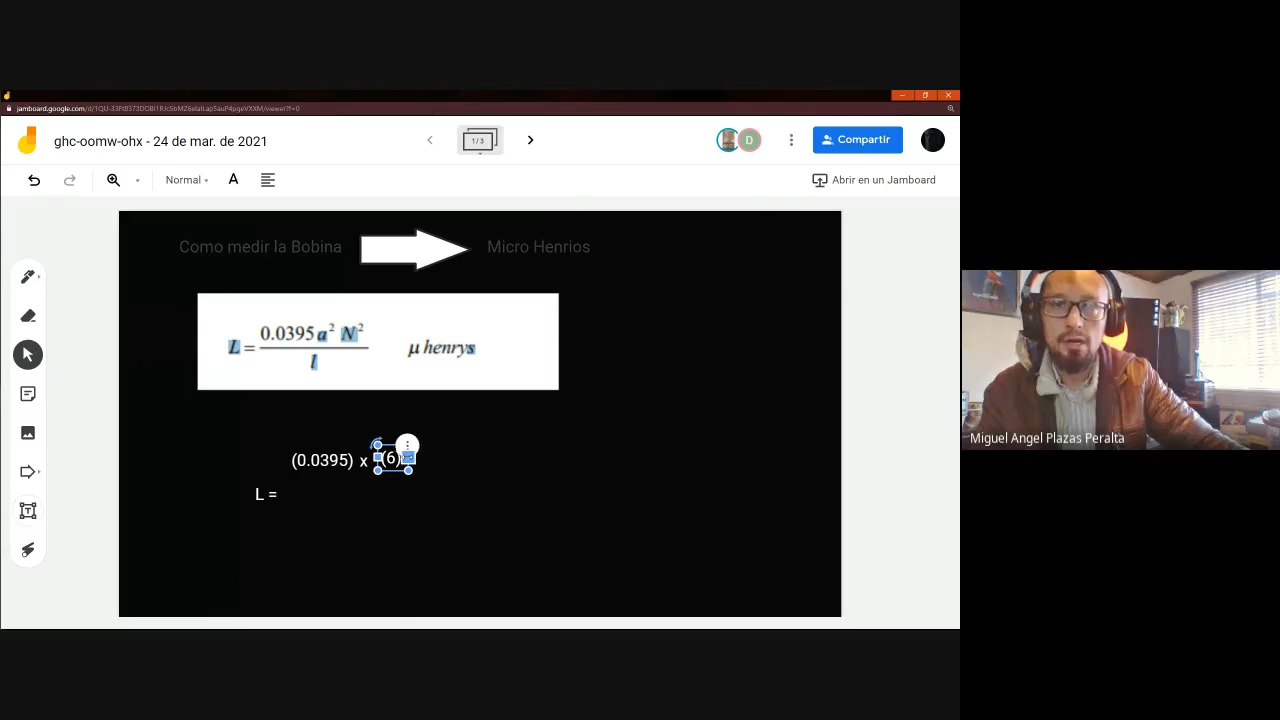 ghc-oomw-ohx - 24 de mar. de 2021
1/3
D
Compartir
Normal
A
Abrir en un Jamboard
Como medir la Bobina
Micro Henrios
L = 0.0395 a² N² / l
μ henrys
(0.0395) x (6)
L =
Miguel Angel Plazas Peralta